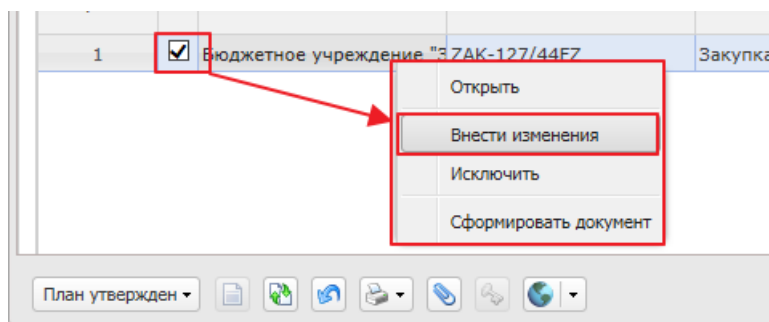 1 Бюджетное учреждение "З ZAK-127/44FZ Закупка
Открыть
Внести изменения
Исключить
Сформировать документ
План утвержден